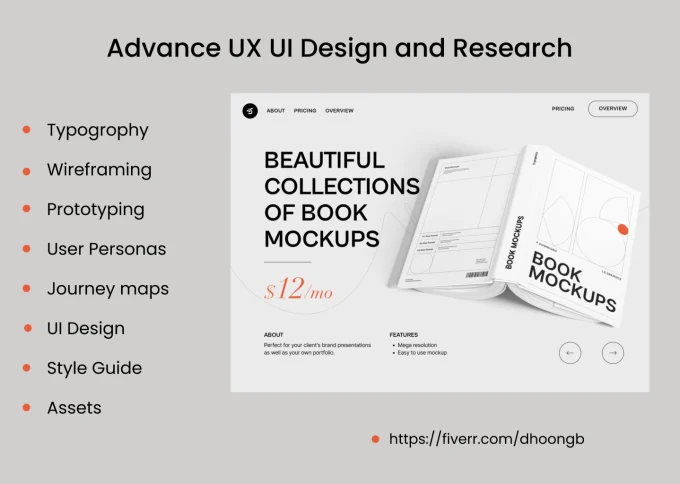 Advance UX UI Design and Research
Typogrophy
Wireframing
Prototyping
User Personas
Journey maps
UI Design
Style Guide
Assets
ABOUT PRICING OVERVIEW
PRICING
OVERVIEW
BEAUTIFUL
COLLECTIONS
OF BOOK
MOCKUPS
$12/mo
BOOK MOCKUPS
BOOK
MOCKUPS
ABOUT
Perfect for your client's brand presentations
as well as your own portfolio.
FEATURES
Mega resolution
Easy to use mockup
https://fiverr.com/dhoongb